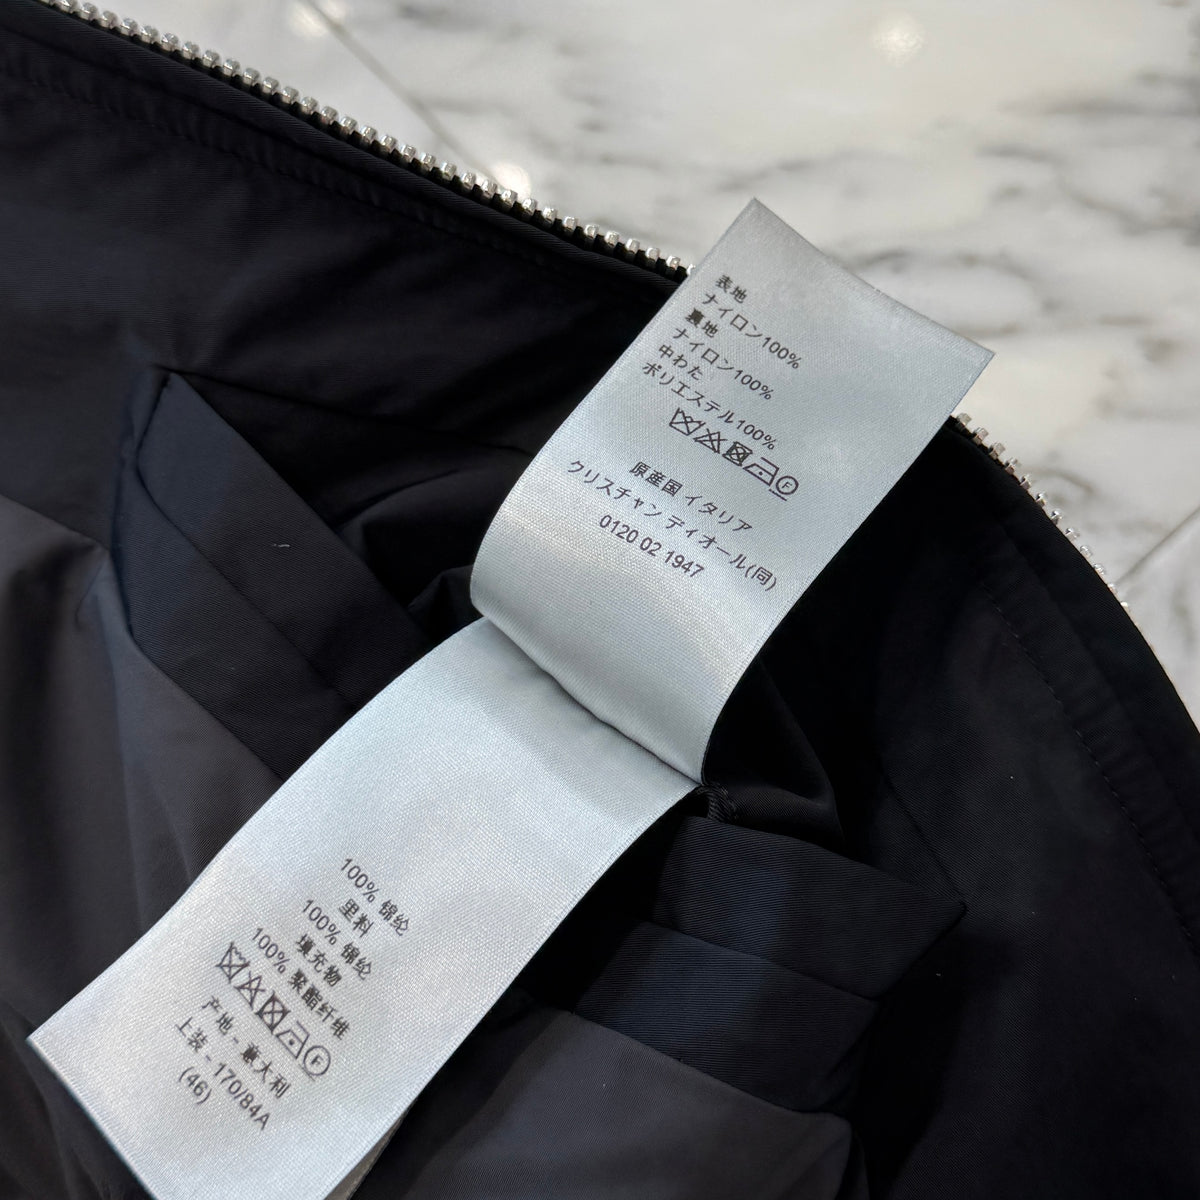 表地
ナイロン100%
裏地
ナイロン100%
中わた
ポリエステル100%
F
原産国 イタリア
クリスチャン ディオール(同)
0120 02 1947
100% 锦纶
里料
100% 锦纶
填充物
100% 聚酯纤维
F
产地 - 意大利
上装 - 170/84A
(46)